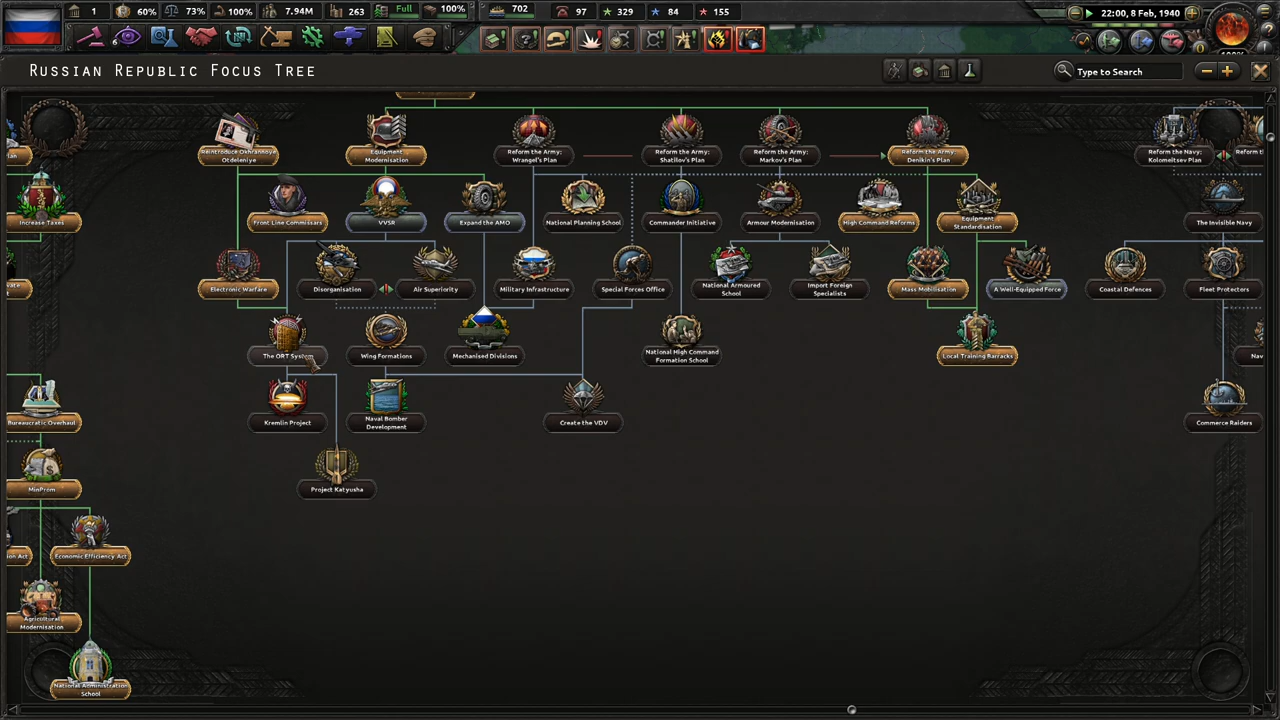 1
60%
73%
100%
7.94M
263
Full
100%
702
97
329
84
155
22:00, 8 Feb, 1940
Russian Republic Focus Tree
Type to Search
Reintroduce Okhrannoye
Otdeleniye
Equipment
Modernisation
Reform the Army:
Wrangel's Plan
Reform the Army:
Shatilov's Plan
Reform the Army:
Markov's Plan
Reform the Army:
Denikin's Plan
Reform the Navy:
Kolomeitsev Plan
Increase Taxes
Front Line Commissars
VVSR
Expand the AMO
National Planning School
Commander Initiative
Armour Modernisation
High Command Reforms
Equipment
Standardisation
The Invisible Navy
Electronic Warfare
Disorganisation
Air Superiority
Military Infrastructure
Special Forces Office
National Armoured
School
Import Foreign
Specialists
Mass Mobilisation
A Well-Equipped Force
Coastal Defences
Fleet Protectors
The ORT System
Wing Formations
Mechanised Divisions
National High Command
Formation School
Local Training Barracks
Bureaucratic Overhaul
Kremlin Project
Naval Bomber
Development
Create the VDV
Commerce Raiders
MinProm
Project Katyusha
Economic Efficiency Act
Agricultural
Modernisation
National Administration
School